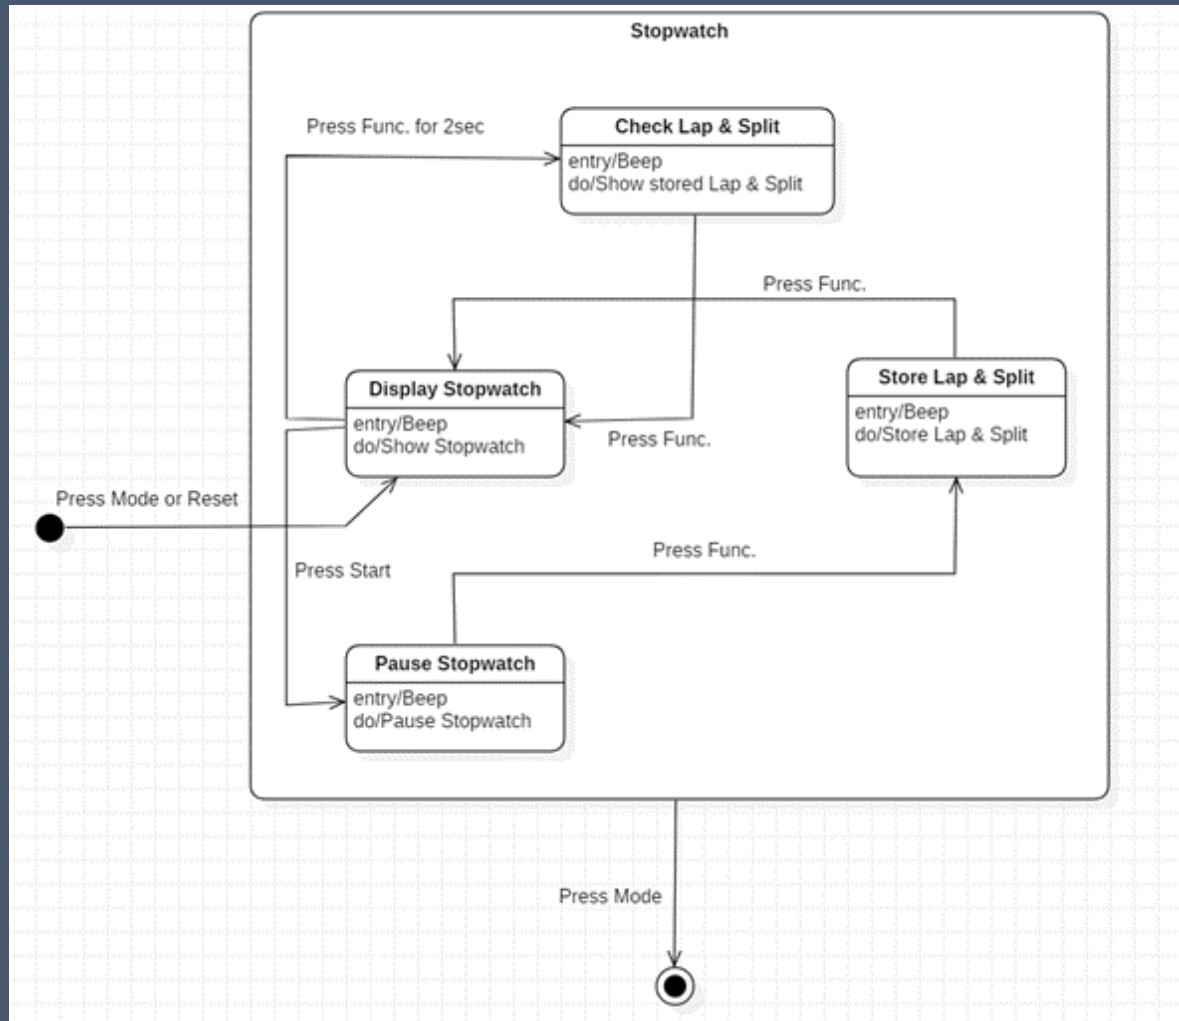 Stopwatch
Press Func. for 2sec
Check Lap & Split
entry/Beep
do/Show stored Lap & Split
Press Func.
Display Stopwatch
entry/Beep
do/Show Stopwatch
Store Lap & Split
entry/Beep
do/Store Lap & Split
Press Func.
Press Mode or Reset
Press Func.
Press Start
Pause Stopwatch
entry/Beep
do/Pause Stopwatch
Press Mode